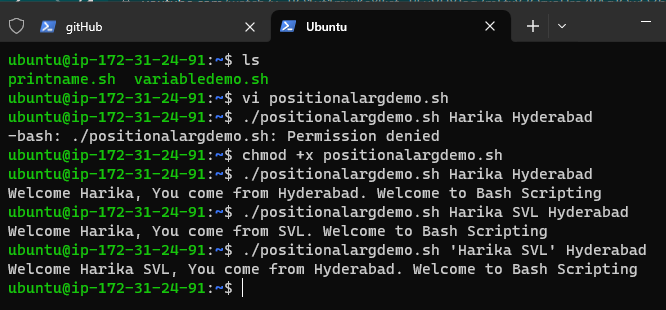 gitHub
Ubuntu
ubuntu@ip-172-31-24-91:~$ ls
printname.sh  variabledemo.sh
ubuntu@ip-172-31-24-91:~$ vi positionalargdemo.sh
ubuntu@ip-172-31-24-91:~$ ./positionalargdemo.sh Harika Hyderabad
-bash: ./positionalargdemo.sh: Permission denied
ubuntu@ip-172-31-24-91:~$ chmod +x positionalargdemo.sh
ubuntu@ip-172-31-24-91:~$ ./positionalargdemo.sh Harika Hyderabad
Welcome Harika, You come from Hyderabad. Welcome to Bash Scripting
ubuntu@ip-172-31-24-91:~$ ./positionalargdemo.sh Harika SVL Hyderabad
Welcome Harika, You come from SVL. Welcome to Bash Scripting
ubuntu@ip-172-31-24-91:~$ ./positionalargdemo.sh 'Harika SVL' Hyderabad
Welcome Harika SVL, You come from Hyderabad. Welcome to Bash Scripting
ubuntu@ip-172-31-24-91:~$